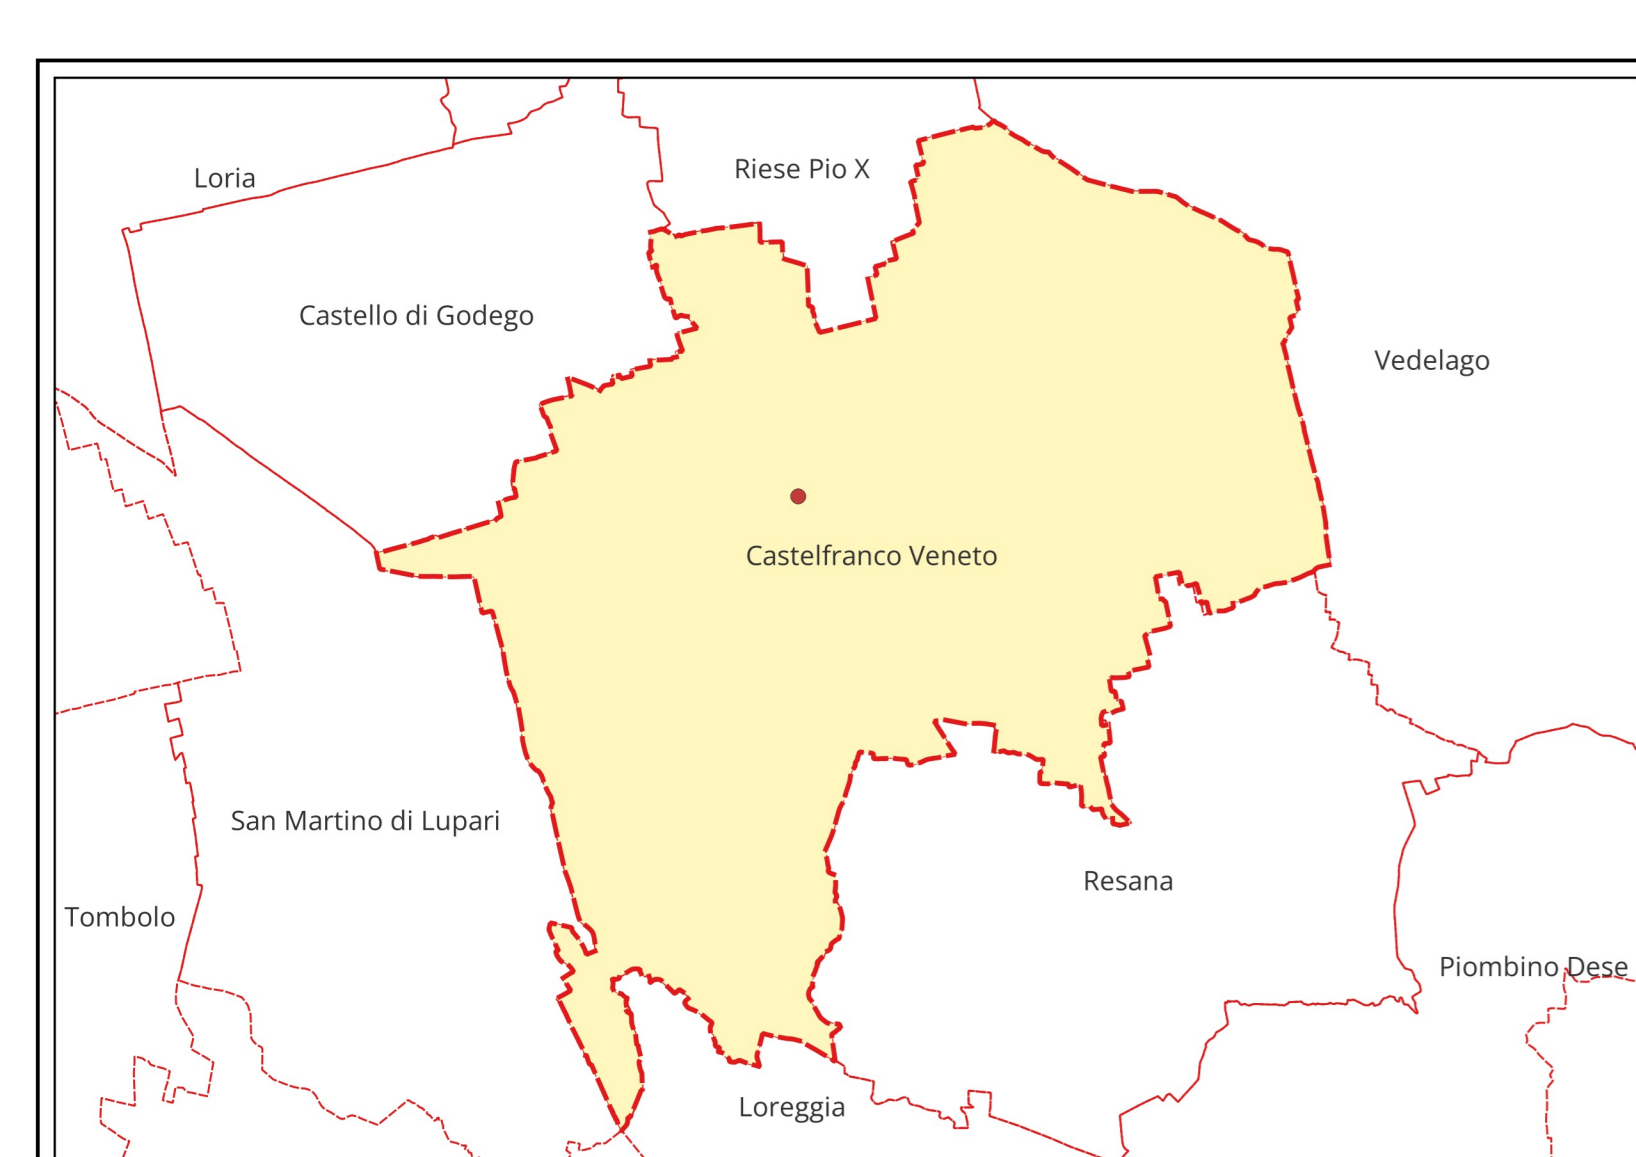 Riese Pio X
Loria
Castello di Godego
Vedelago
Castelfranco Veneto
San Martino di Lupari
Resana
Tombolo
Piombino Dese
Loreggia